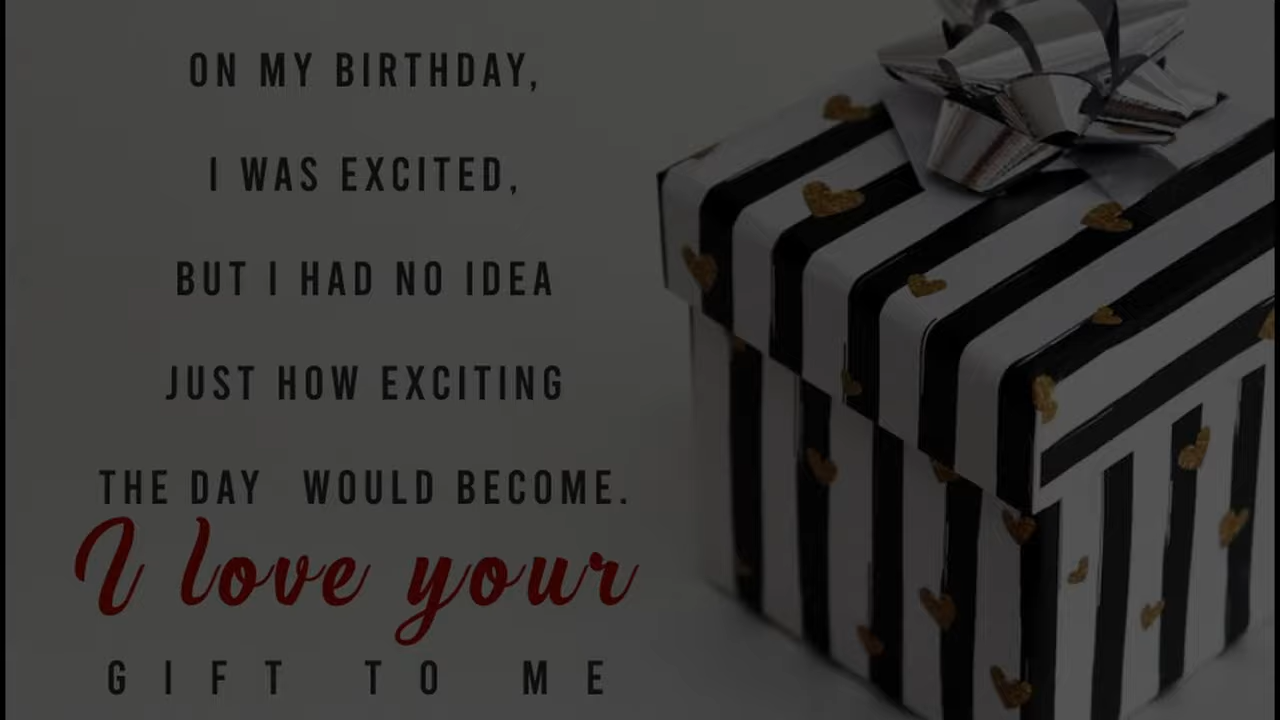 ON MY BIRTHDAY,
I WAS EXCITED,
BUT I HAD NO IDEA
JUST HOW EXCITING
THE DAY WOULD BECOME.
I love your
GIFT TO ME